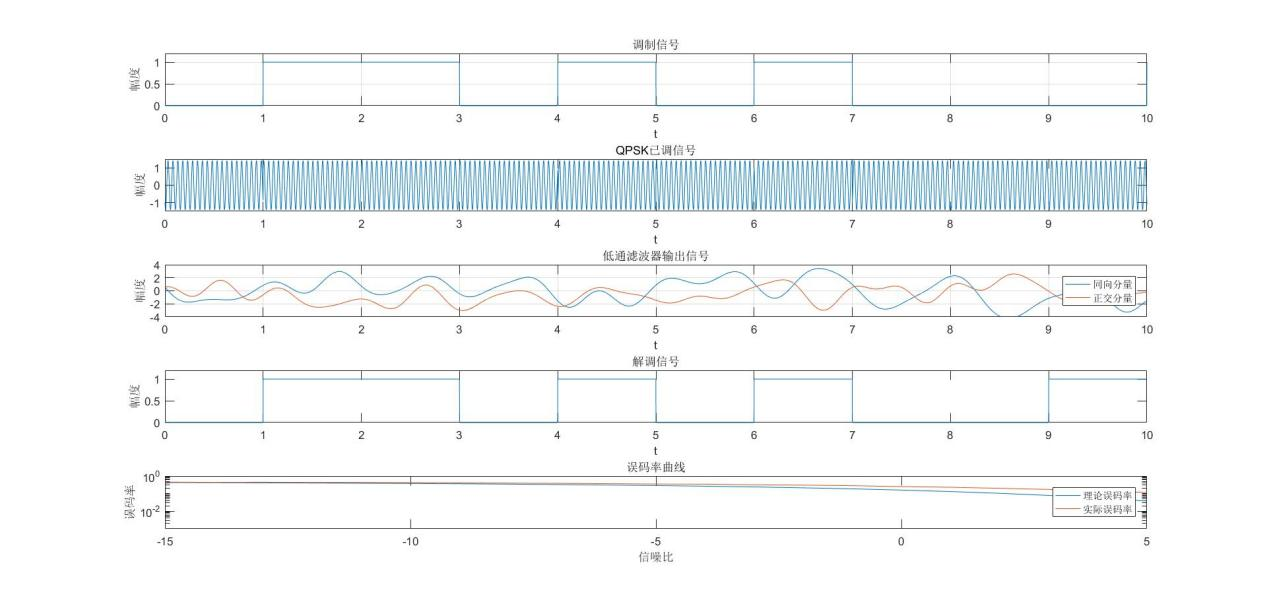 调制信号
幅度
1
0.5
0
0 1 2 3 4 5 6 7 8 9 10
t
QPSK已调信号
幅度
1
0
-1
0 1 2 3 4 5 6 7 8 9 10
t
低通滤波器输出信号
幅度
4
2
0
-2
-4
同向分量
正交分量
0 1 2 3 4 5 6 7 8 9 10
t
解调信号
幅度
1
0.5
0
0 1 2 3 4 5 6 7 8 9 10
t
误码率曲线
误码率
10^0
10^-2
理论误码率
实际误码率
-15 -10 -5 0 5
信噪比